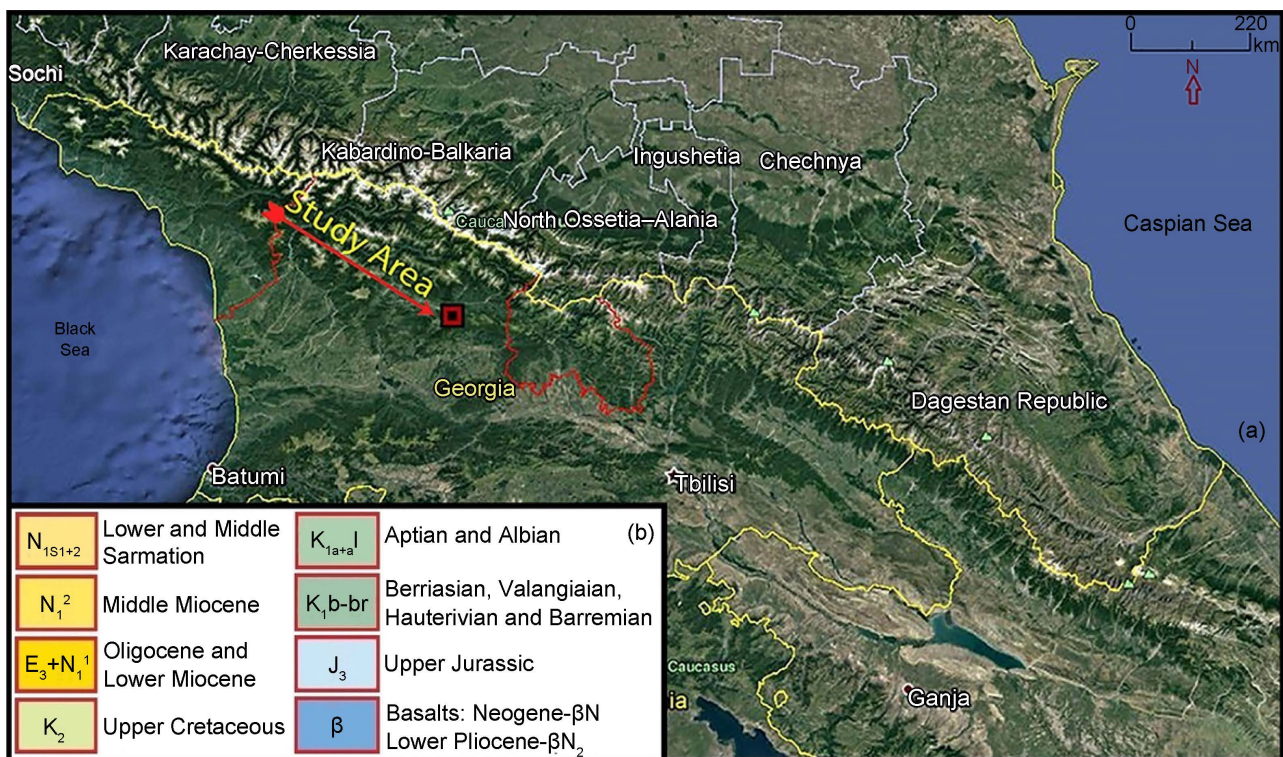 0 220
km
N
Karachay-Cherkessia
Sochi
Kabardino-Balkaria
Ingushetia
Chechnya
Cauca
North Ossetia–Alania
Study Area
Caspian Sea
Black
Sea
Georgia
Dagestan Republic
(a)
Batumi
Tbilisi
Caucasus
ia
Ganja
(b)
N1S1+2 Lower and Middle
Sarmation
N1² Middle Miocene
E3+N1¹ Oligocene and
Lower Miocene
K2 Upper Cretaceous
K1a+al Aptian and Albian
K1b-br Berriasian, Valangiaian,
Hauterivian and Barremian
J3 Upper Jurassic
β Basalts: Neogene-βN
Lower Pliocene-βN2